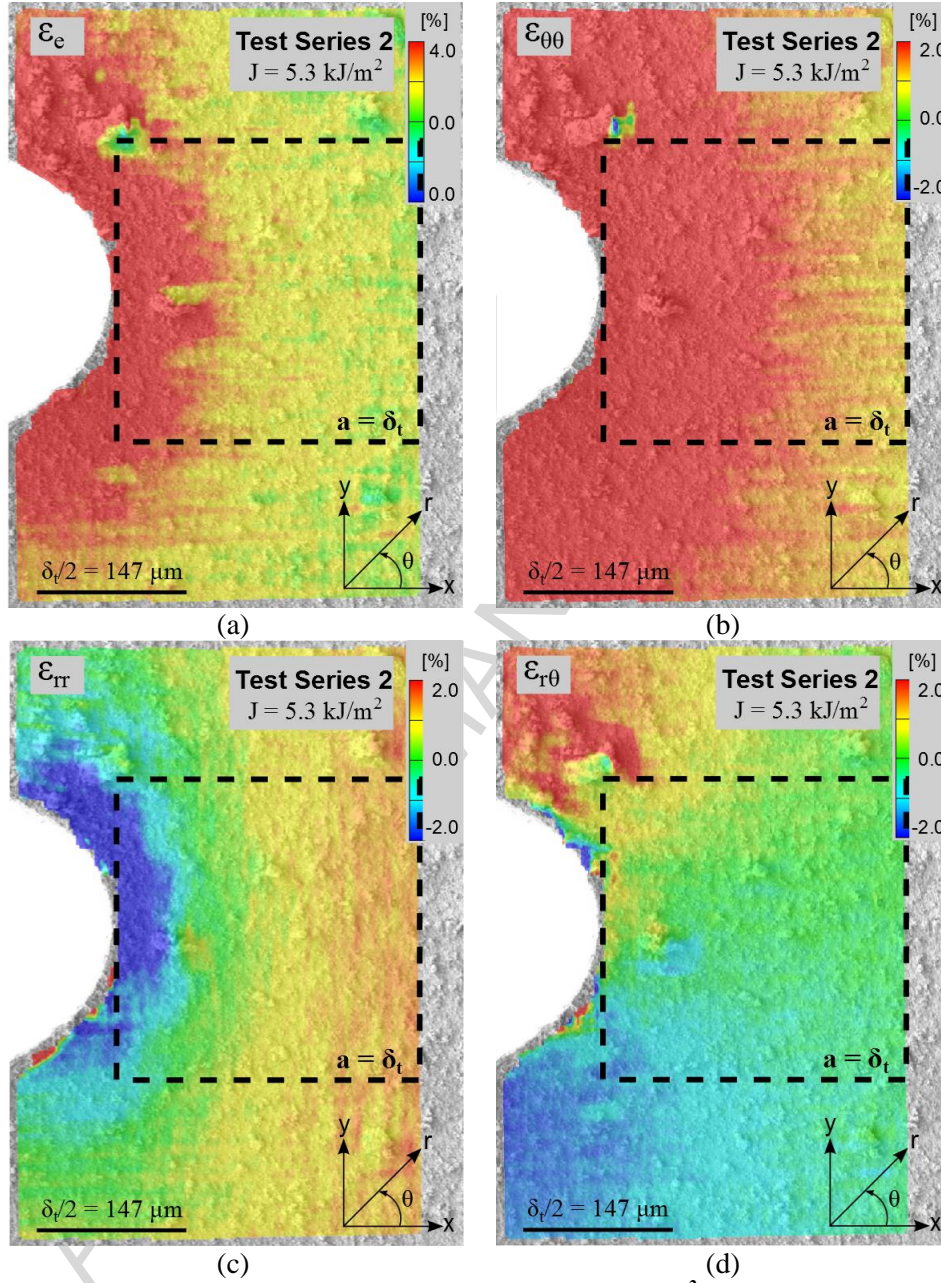 εe
Test Series 2
J = 5.3 kJ/m²
[%]
4.0
2.0
0.0
a = δt
y
r
θ
x
δt/2 = 147 µm
(a)
εθθ
Test Series 2
J = 5.3 kJ/m²
[%]
2.0
0.0
-2.0
a = δt
y
r
θ
x
δt/2 = 147 µm
(b)
εrr
Test Series 2
J = 5.3 kJ/m²
[%]
2.0
0.0
-2.0
a = δt
y
r
θ
x
δt/2 = 147 µm
(c)
εrθ
Test Series 2
J = 5.3 kJ/m²
[%]
2.0
0.0
-2.0
a = δt
y
r
θ
x
δt/2 = 147 µm
(d)